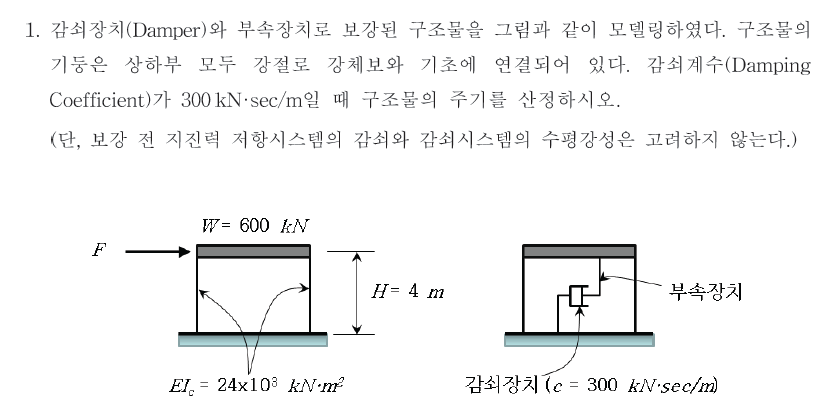 1. 감쇠장치(Damper)와 부속장치로 보강된 구조물을 그림과 같이 모델링하였다. 구조물의
기둥은 상하부 모두 강절로 강체보와 기초에 연결되어 있다. 감쇠계수(Damping
Coefficient)가 300 kN·sec/m일 때 구조물의 주기를 산정하시오.
(단, 보강 전 지진력 저항시스템의 감쇠와 감쇠시스템의 수평강성은 고려하지 않는다.)
W= 600 kN
F
H= 4 m
부속장치
EI_c = 24x10³ kN·m²
감쇠장치 (c = 300 kN·sec/m)